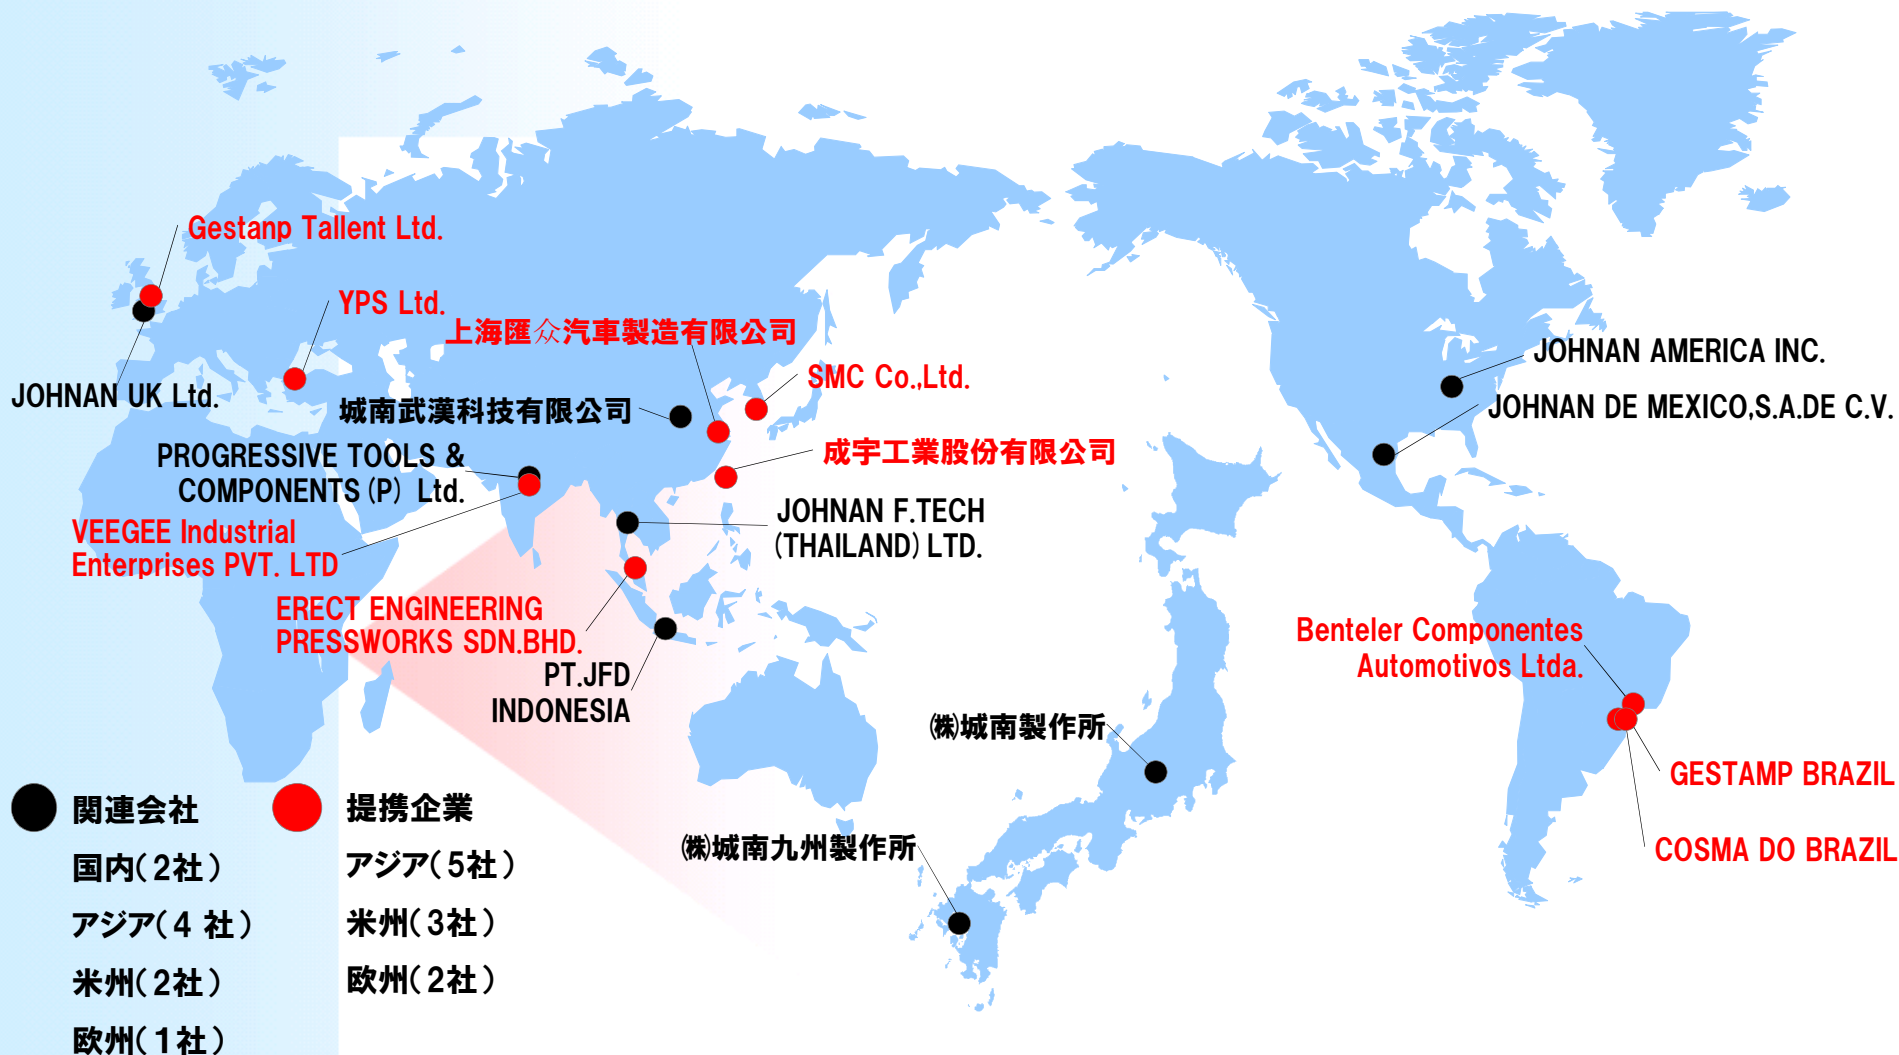 Gestanp Tallent Ltd.
YPS Ltd.
上海匯众汽車製造有限公司
JOHNAN UK Ltd.
SMC Co.,Ltd.
城南武漢科技有限公司
成宇工業股份有限公司
PROGRESSIVE TOOLS &
COMPONENTS(P) Ltd.
VEEGEE Industrial
Enterprises PVT. LTD
JOHNAN F.TECH
(THAILAND)LTD.
ERECT ENGINEERING
PRESSWORKS SDN.BHD.
PT.JFD
INDONESIA
JOHNAN AMERICA INC.
JOHNAN DE MEXICO,S.A.DE C.V.
Benteler Componentes
Automotivos Ltda.
GESTAMP BRAZIL
COSMA DO BRAZIL
㈱城南製作所
㈱城南九州製作所
関連会社
国内(2社)
アジア(4 社)
米州(2社)
欧州(1社)
提携企業
アジア(5社)
米州(3社)
欧州(2社)